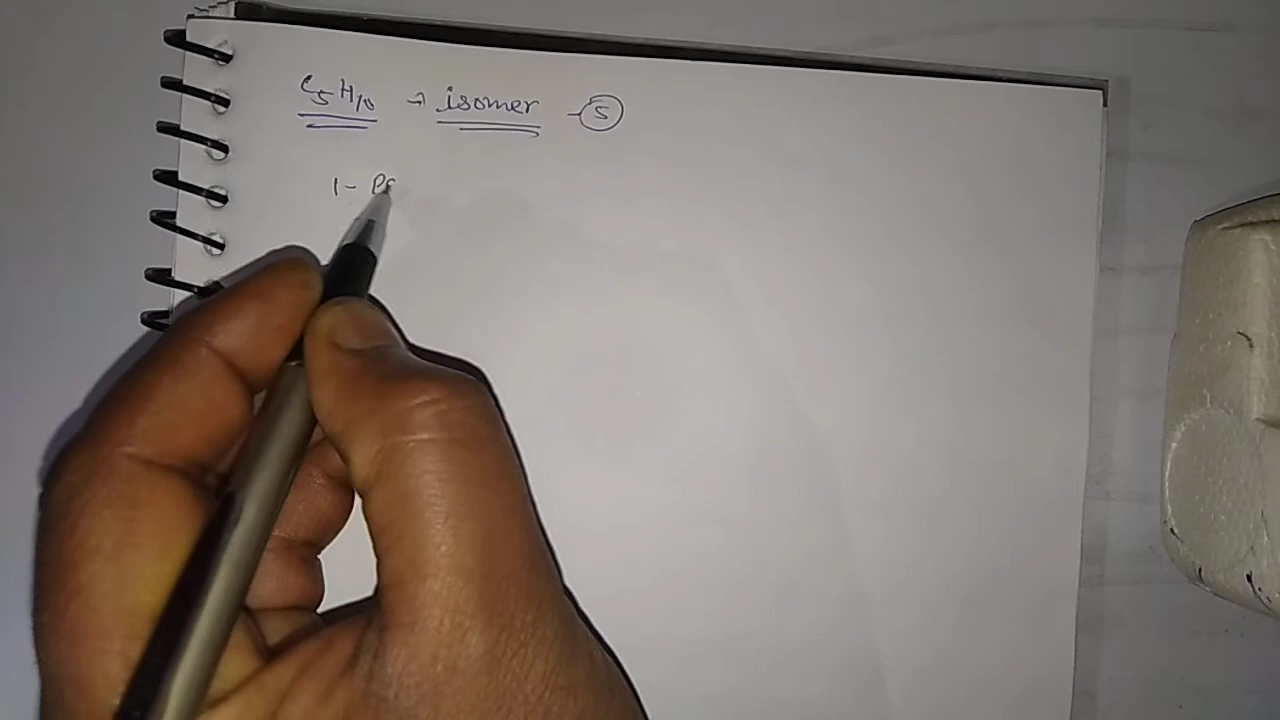 C5H10 → isomer - 5
1 - Pe